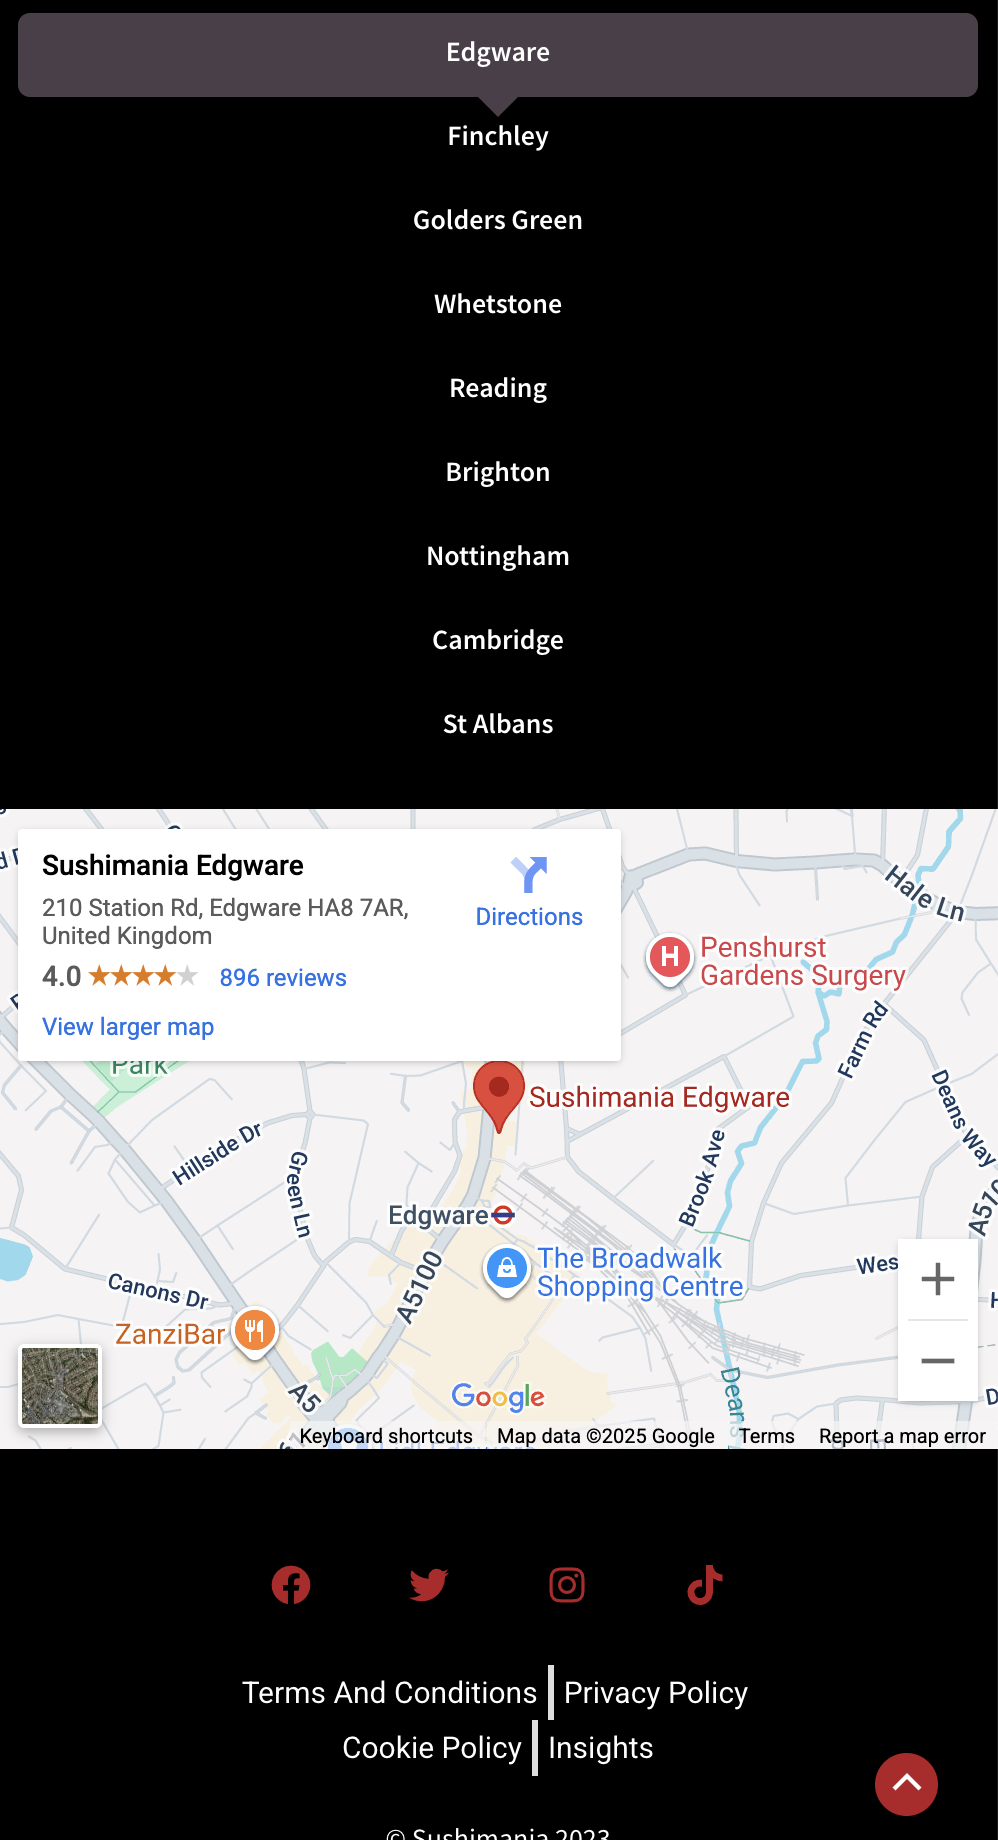 Edgware
Finchley
Golders Green
Whetstone
Reading
Brighton
Nottingham
Cambridge
St Albans
Sushimania Edgware
210 Station Rd, Edgware HA8 7AR,
United Kingdom
4.0
896 reviews
View larger map
Directions
Hale Ln
Penshurst
Gardens Surgery
Park
Farm Rd
Sushimania Edgware
Deans Way
Hillside Dr
Green Ln
Brook Ave
Edgware
The Broadwalk
Shopping Centre
A5100
Canons Dr
ZanziBar
A5
Google
Keyboard shortcuts
Map data ©2025 Google
Terms
Report a map error
Terms And Conditions
Privacy Policy
Cookie Policy
Insights
© Sushimania 2023